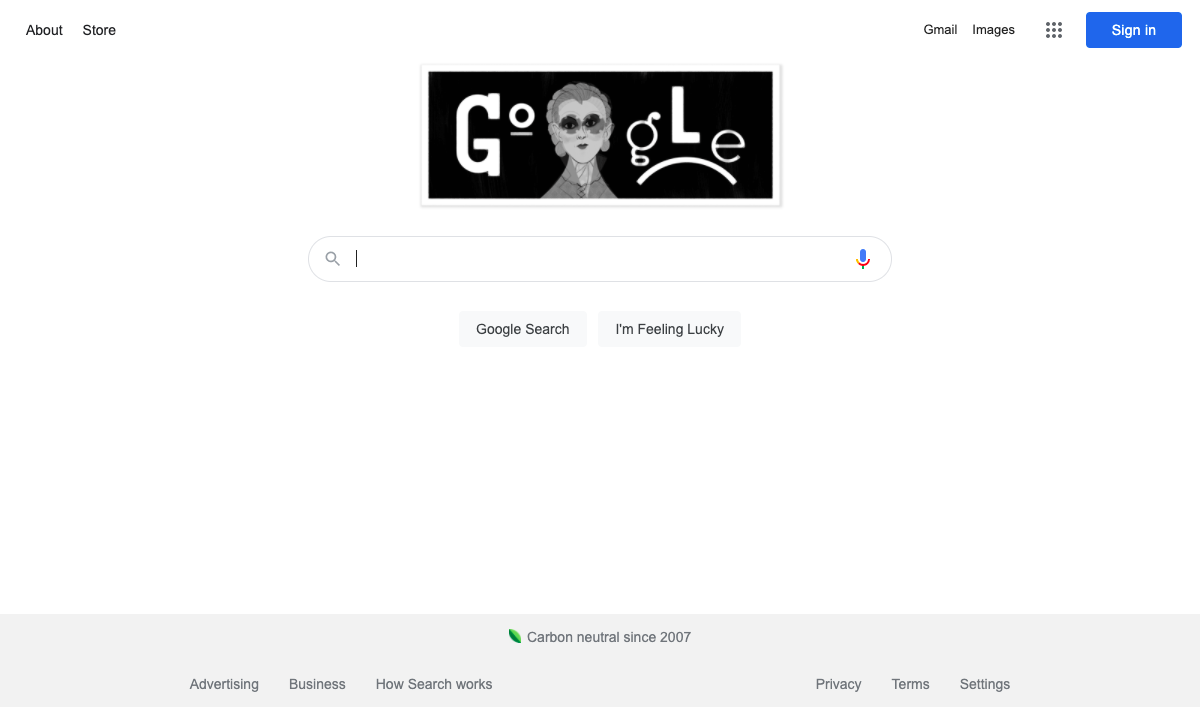 About Store
Gmail Images
Sign in
GOOGLE
Google Search
I'm Feeling Lucky
Carbon neutral since 2007
Advertising Business How Search works
Privacy Terms Settings